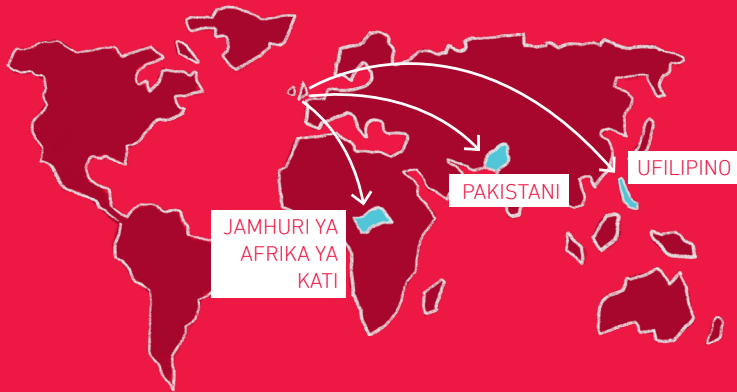 UFILIPINO
PAKISTANI
JAMHURI YA
AFRIKA YA
KATI